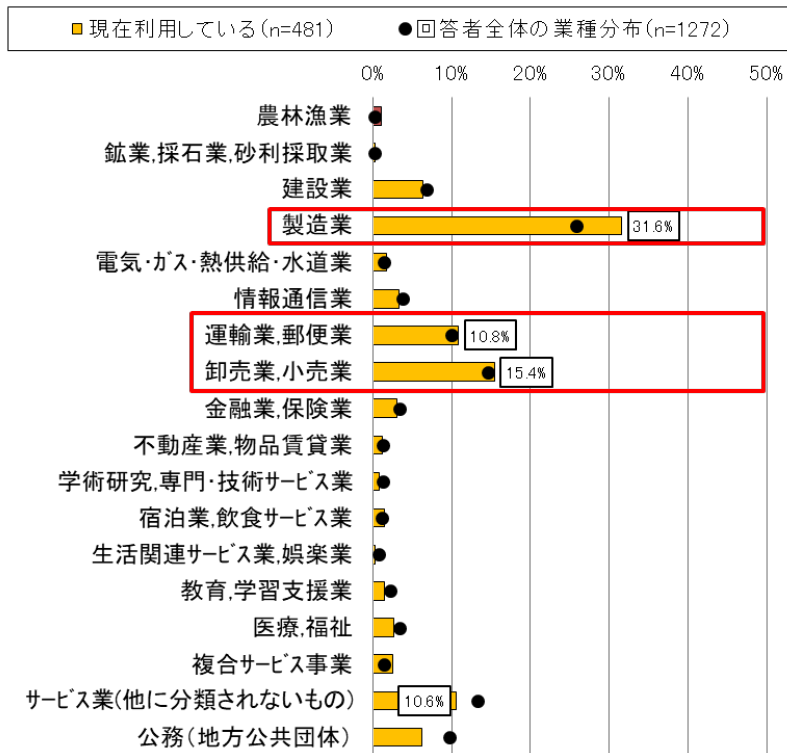 現在利用している(n=481) ●回答者全体の業種分布(n=1272)
0% 10% 20% 30% 40% 50%
農林漁業
鉱業,採石業,砂利採取業
建設業
製造業 31.6%
電気・ガス・熱供給・水道業
情報通信業
運輸業,郵便業 10.8%
卸売業,小売業 15.4%
金融業,保険業
不動産業,物品賃貸業
学術研究,専門・技術サービス業
宿泊業,飲食サービス業
生活関連サービス業,娯楽業
教育,学習支援業
医療,福祉
複合サービス事業
サービス業(他に分類されないもの) 10.6%
公務(地方公共団体)